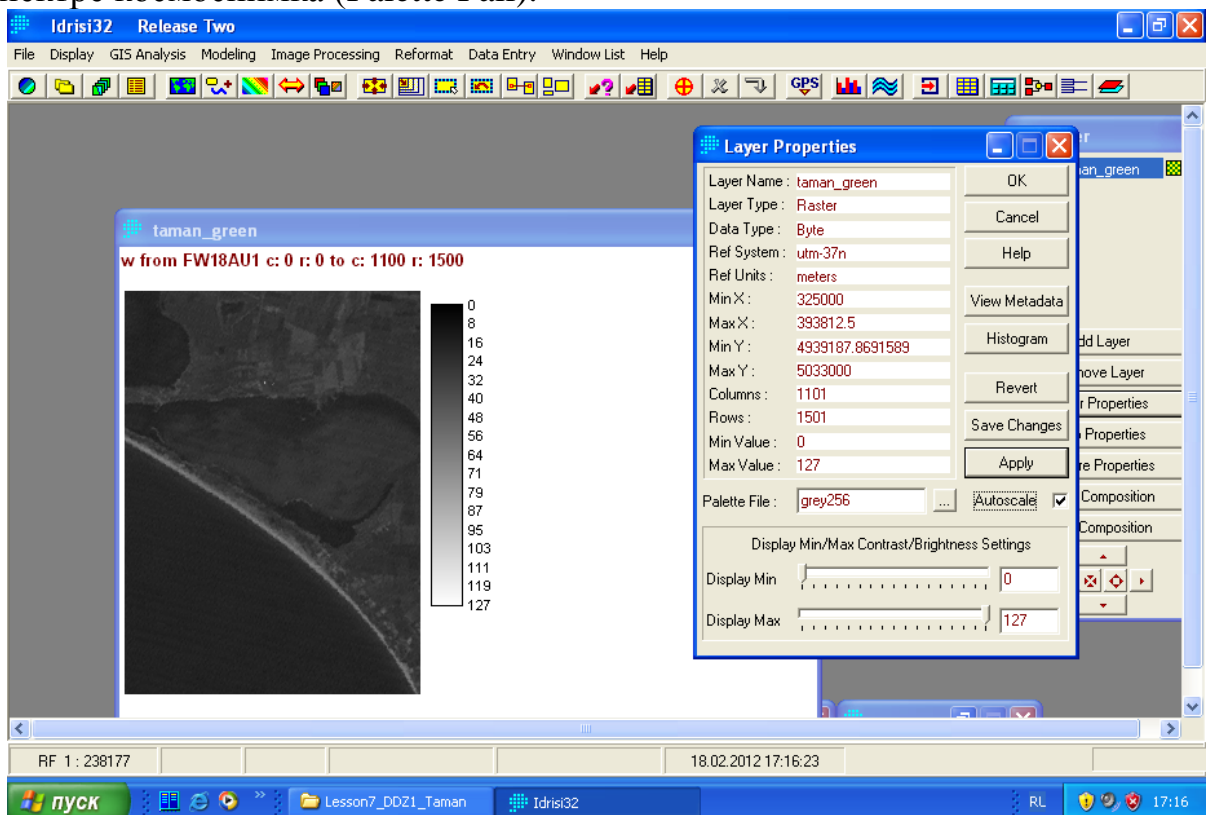 (Palette Pan).
Idrisi32 Release Two
File Display GIS Analysis Modeling Image Processing Reformat Data Entry Window List Help
GPS
Layer Properties
an_green
Layer Name : taman_green OK
Layer Type : Raster
Cancel
Data Type : Byte
Ref System : utm-37n Help
Ref Units : meters
Min X : 325000 View Metadata
Max X : 393812.5
Min Y : 4939187.8691589 Histogram
Max Y : 5033000
Columns : 1101 Revert
Rows : 1501
Save Changes
Min Value : 0
Max Value : 127 Apply
Palette File : grey256 ... Autoscale
Display Min/Max Contrast/Brightness Settings
Display Min 0
Display Max 127
dd Layer
nove Layer
r Properties
Properties
re Properties
Composition
Composition
taman_green
w from FW18AU1 c: 0 r: 0 to c: 1100 r: 1500
0
8
16
24
32
40
48
56
64
71
79
87
95
103
111
119
127
RF 1 : 238177 18.02.2012 17:16:23
пуск Lesson7_DDZ1_Taman Idrisi32 RL 17:16